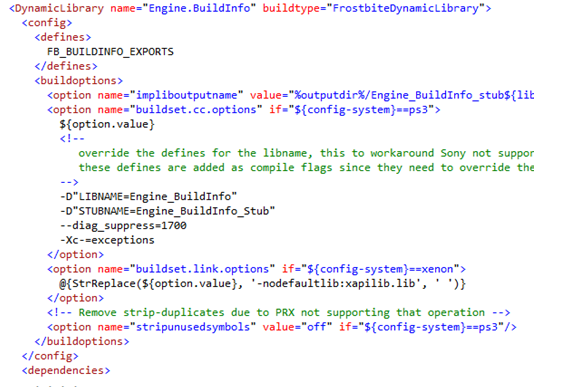 <DynamicLibrary name="Engine.BuildInfo" buildtype="FrostbiteDynamicLibrary">
<config>
<defines>
FB_BUILDINFO_EXPORTS
</defines>
<buildoptions>
<option name="impliboutputname" value="%outputdir%/Engine_BuildInfo_stub${lib
<option name="buildset.cc.options" if="${config-system}==ps3">
${option.value}
<!--
override the defines for the libname, this to workaround Sony not suppor
these defines are added as compile flags since they need to override the
-->
-D"LIBNAME=Engine_BuildInfo"
-D"STUBNAME=Engine_BuildInfo_Stub"
--diag_suppress=1700
-Xc-=exceptions
</option>
<option name="buildset.link.options" if="${config-system}==xenon">
@{StrReplace(${option.value}, '-nodefaultlib:xapilib.lib', ' ')}
</option>
<!-- Remove strip-duplicates due to PRX not supporting that operation -->
<option name="stripunusedsymbols" value="off" if="${config-system}==ps3"/>
</buildoptions>
</config>
<dependencies>